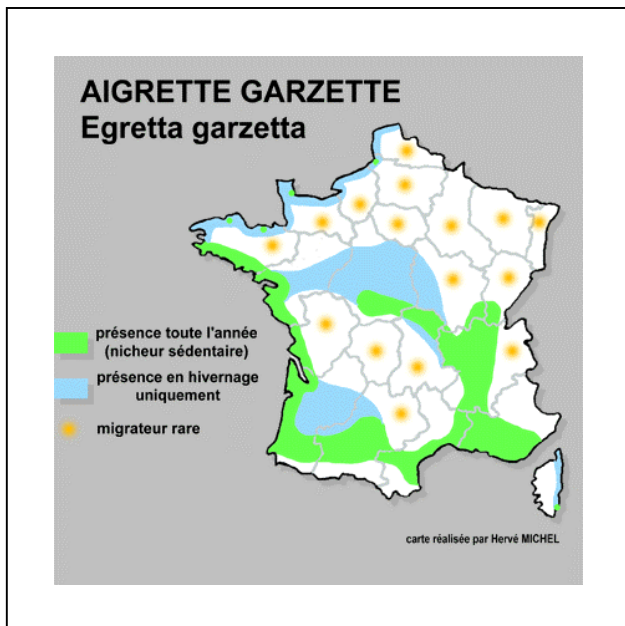 AIGRETTE GARZETTE
Egretta garzetta
présence toute l'année
(nicheur sédentaire)
présence en hivernage
uniquement
migrateur rare
carte réalisée par Hervé MICHEL